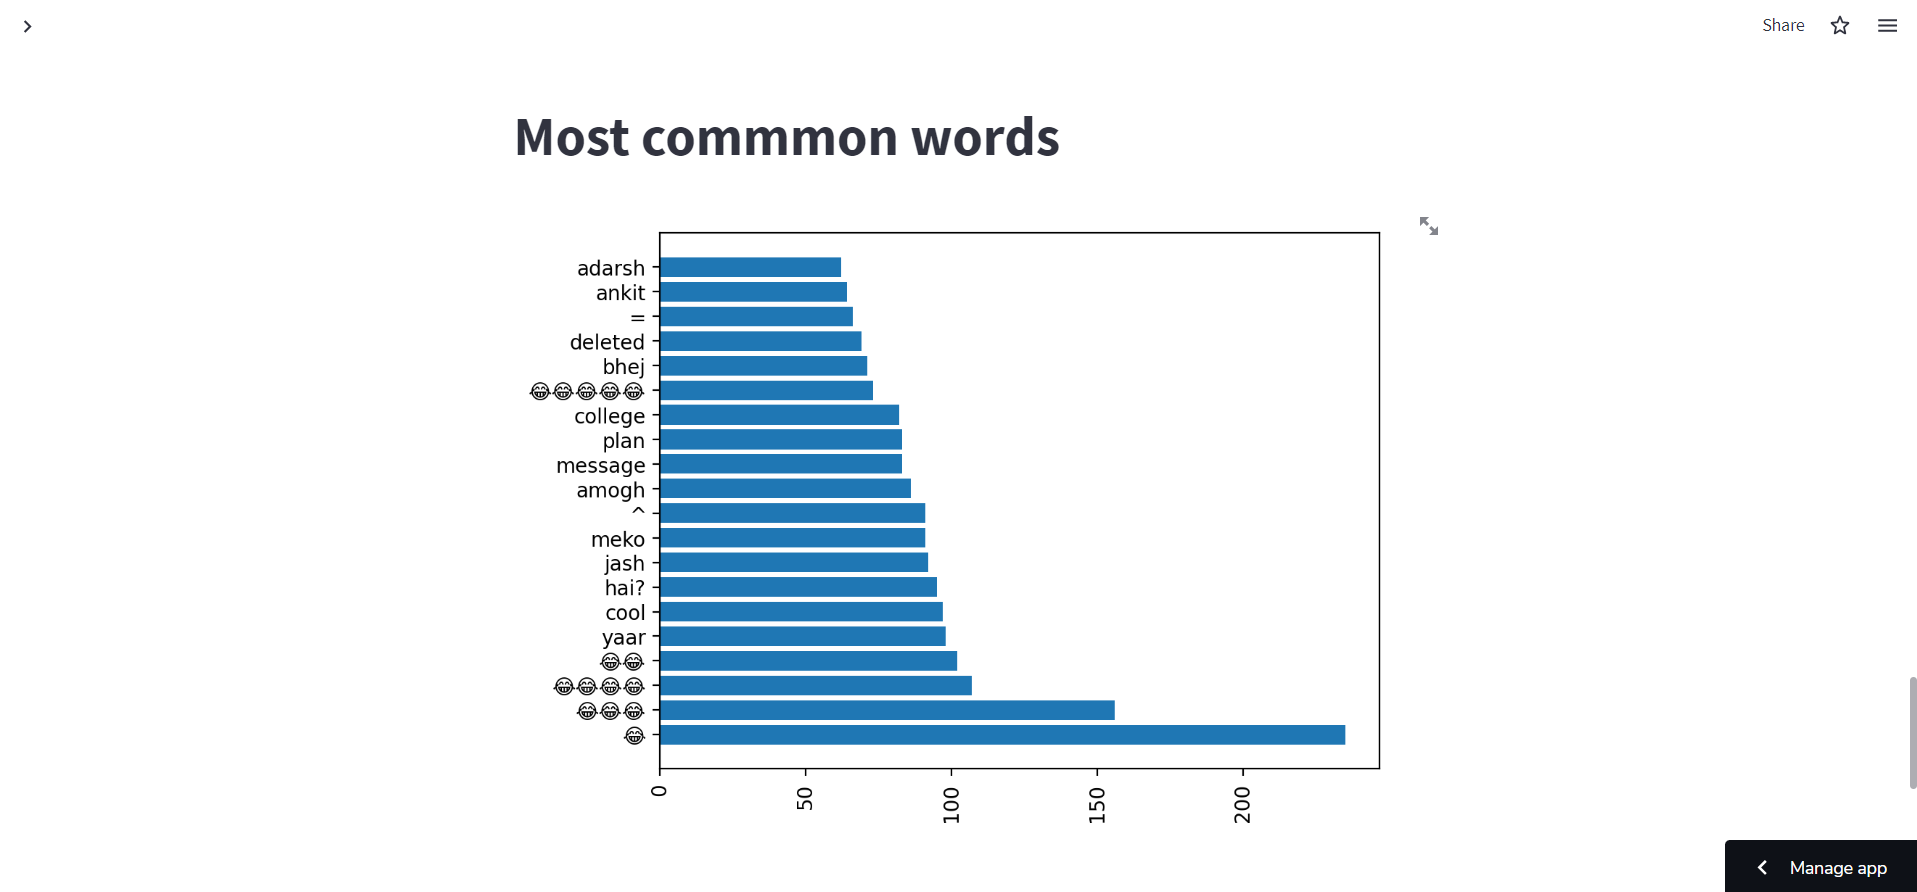 Share
Most commmon words
adarsh
ankit
=
deleted
bhej
😂😂😂😂😂
college
plan
message
amogh
^
meko
jash
hai?
cool
yaar
😂😂
😂😂😂😂
😂😂😂
😂
0 50 100 150 200
Manage app